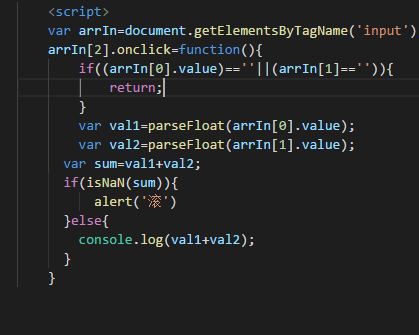 <script>
var arrIn=document.getElementsByTagName('input')
arrIn[2].onclick=function(){
if((arrIn[0].value)==''||(arrIn[1]=='')){
return;
}
var val1=parseFloat(arrIn[0].value);
var val2=parseFloat(arrIn[1].value);
var sum=val1+val2;
if(isNaN(sum)){
alert('滚')
}else{
console.log(val1+val2);
}
}